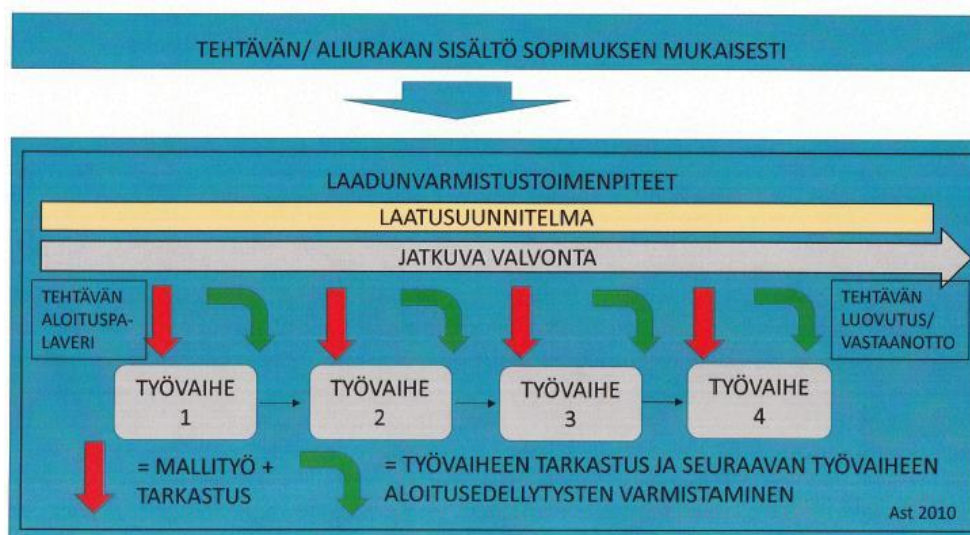 TEHTÄVÄN/ ALIURAKAN SISÄLTÖ SOPIMUKSEN MUKAISESTI
LAADUNVARMISTUSTOIMENPITEET
LAATUSUUNNITELMA
JATKUVA VALVONTA
TEHTÄVÄN
ALOITUSPA-
LAVERI
TEHTÄVÄN
LUOVUTUS/
VASTAANOTTO
TYÖVAIHE
1
TYÖVAIHE
2
TYÖVAIHE
3
TYÖVAIHE
4
= MALLITYÖ +
TARKASTUS
= TYÖVAIHEEN TARKASTUS JA SEURAAVAN TYÖVAIHEEN
ALOITUSEDELLYTYSTEN VARMISTAMINEN
Ast 2010